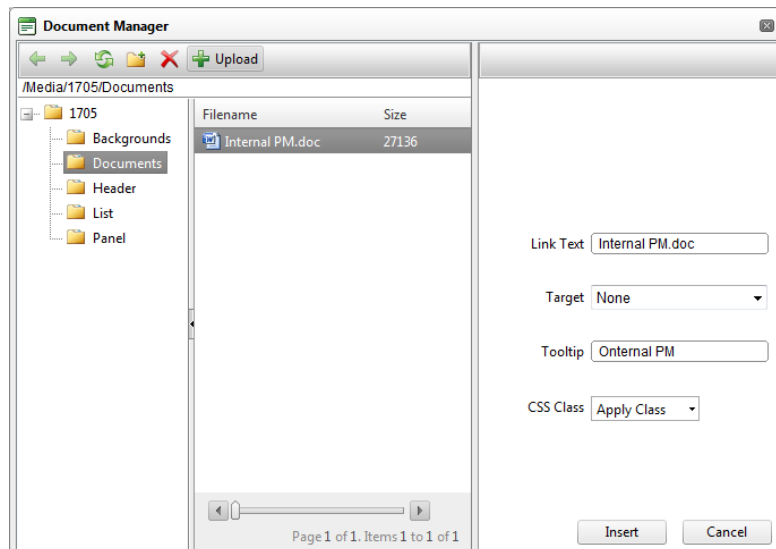 Document Manager
Upload
/Media/1705/Documents
1705
Backgrounds
Documents
Header
List
Panel
Filename Size
Internal PM.doc 27136
Page 1 of 1. Items 1 to 1 of 1
Link Text Internal PM.doc
Target None
Tooltip Onternal PM
CSS Class Apply Class
Insert Cancel